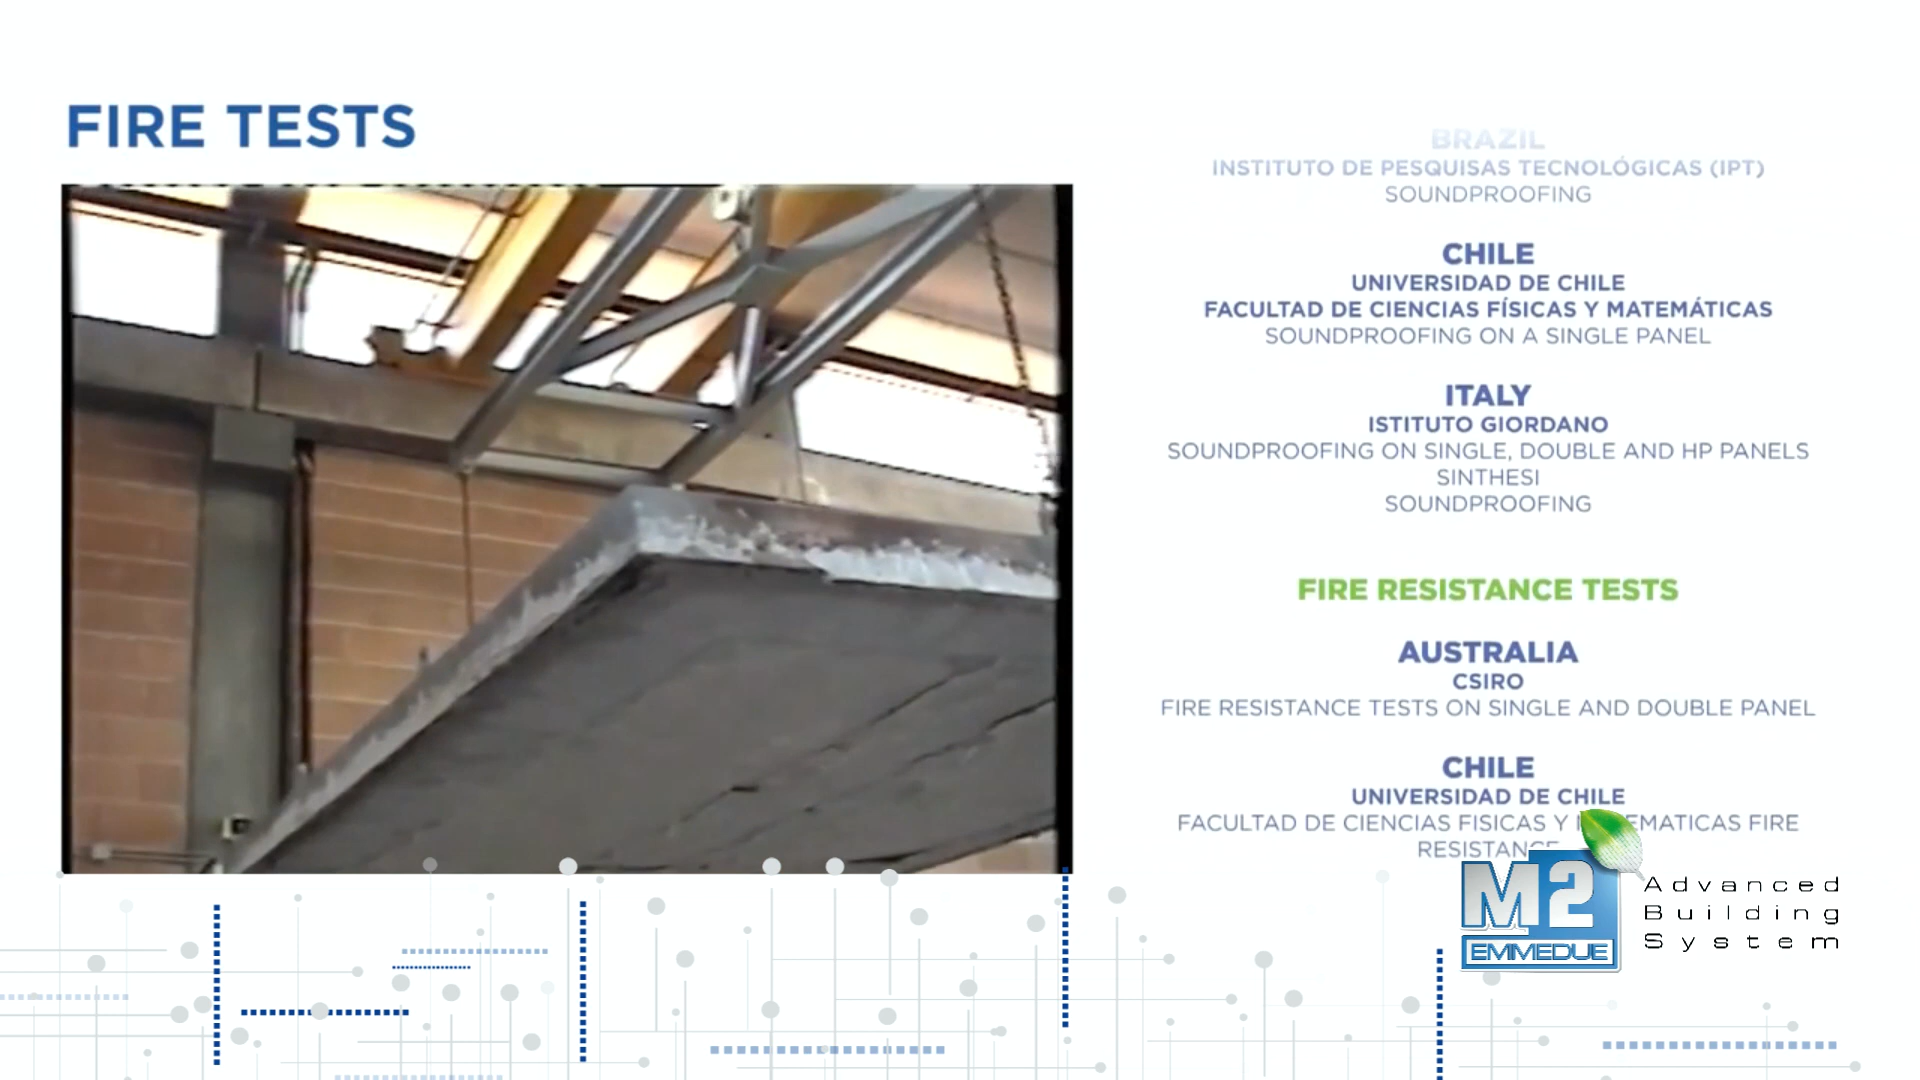 FIRE TESTS
BRAZIL
INSTITUTO DE PESQUISAS TECNOLÓGICAS (IPT)
SOUNDPROOFING
CHILE
UNIVERSIDAD DE CHILE
FACULTAD DE CIENCIAS FÍSICAS Y MATEMÁTICAS
SOUNDPROOFING ON A SINGLE PANEL
ITALY
ISTITUTO GIORDANO
SOUNDPROOFING ON SINGLE, DOUBLE AND HP PANELS
SINTHESI
SOUNDPROOFING
FIRE RESISTANCE TESTS
AUSTRALIA
CSIRO
FIRE RESISTANCE TESTS ON SINGLE AND DOUBLE PANEL
CHILE
UNIVERSIDAD DE CHILE
FACULTAD DE CIENCIAS FISICAS Y MATEMATICAS FIRE
RESISTANCE
M2
EMMEDUE
Advanced
Building
System